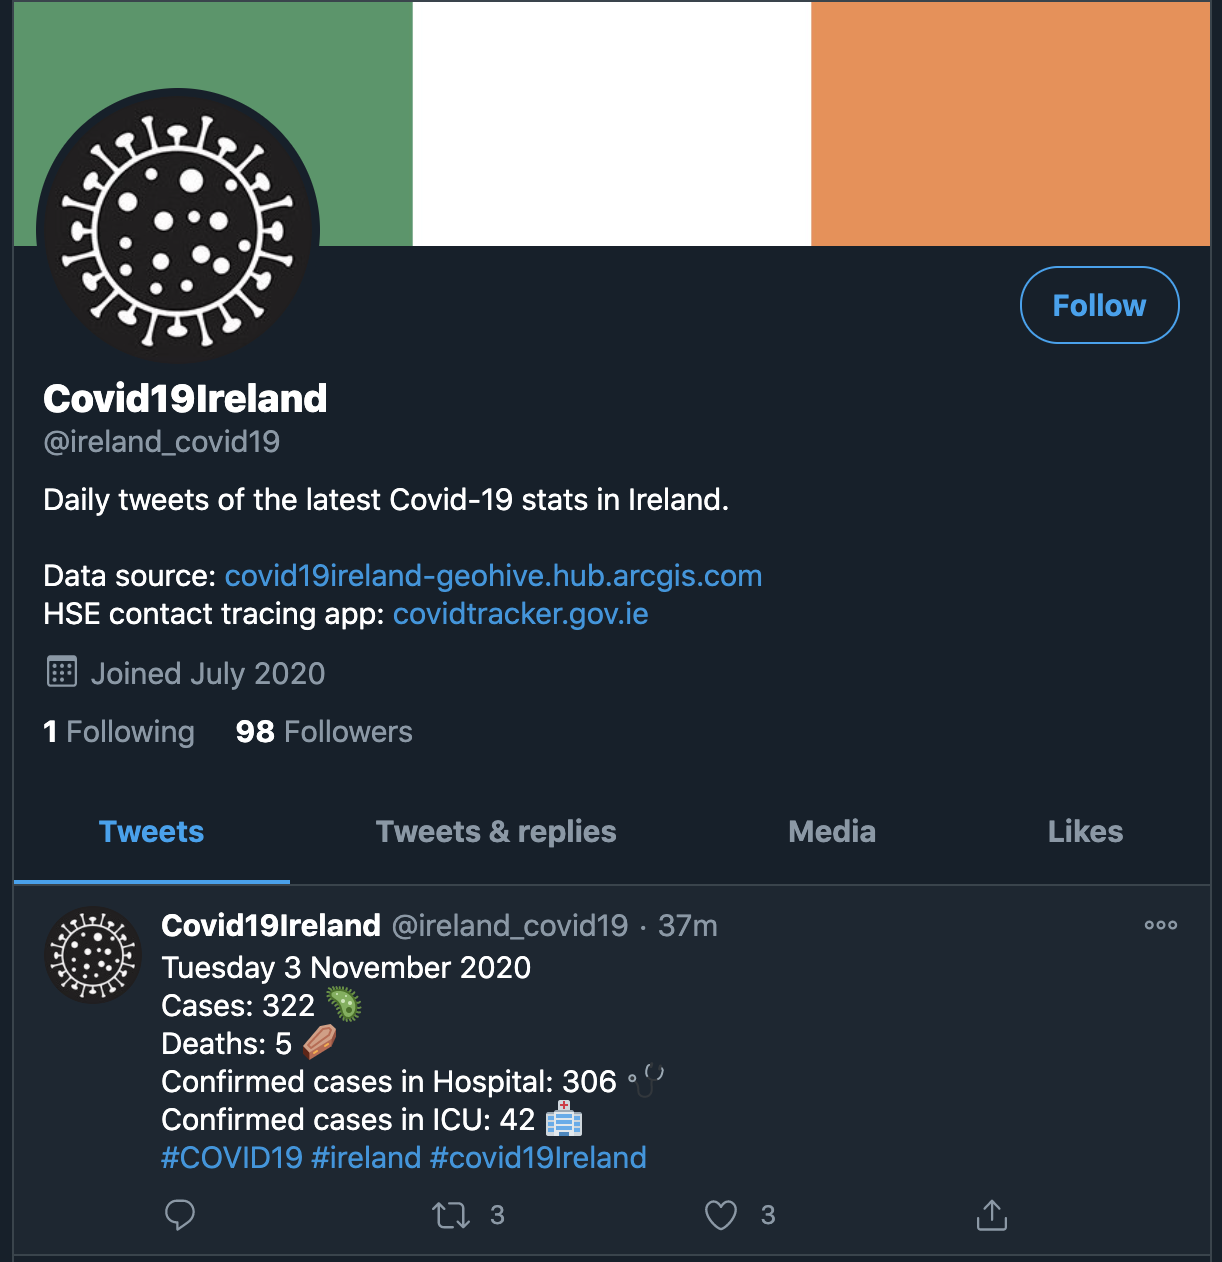 Follow
Covid19Ireland
@ireland_covid19
Daily tweets of the latest Covid-19 stats in Ireland.
Data source: covid19ireland-geohive.hub.arcgis.com
HSE contact tracing app: covidtracker.gov.ie
Joined July 2020
1 Following 98 Followers
Tweets Tweets & replies Media Likes
Covid19Ireland @ireland_covid19 · 37m
Tuesday 3 November 2020
Cases: 322 🦠
Deaths: 5 ⚰️
Confirmed cases in Hospital: 306 🩺
Confirmed cases in ICU: 42 🏥
#COVID19 #ireland #covid19Ireland
3 3